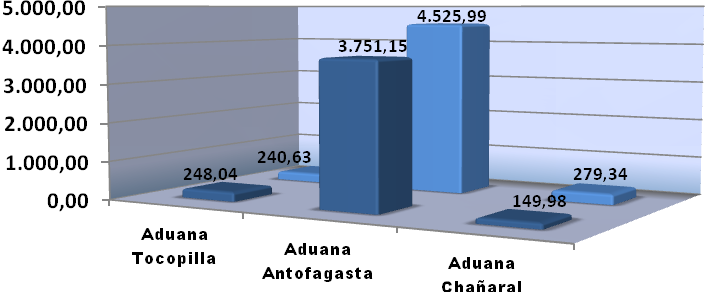 5.000,00
4.000,00
3.000,00
2.000,00
1.000,00
0,00
4.525,99
3.751,15
240,63
248,04
279,34
149,98
Aduana
Tocopilla
Aduana
Antofagasta
Aduana
Chañaral